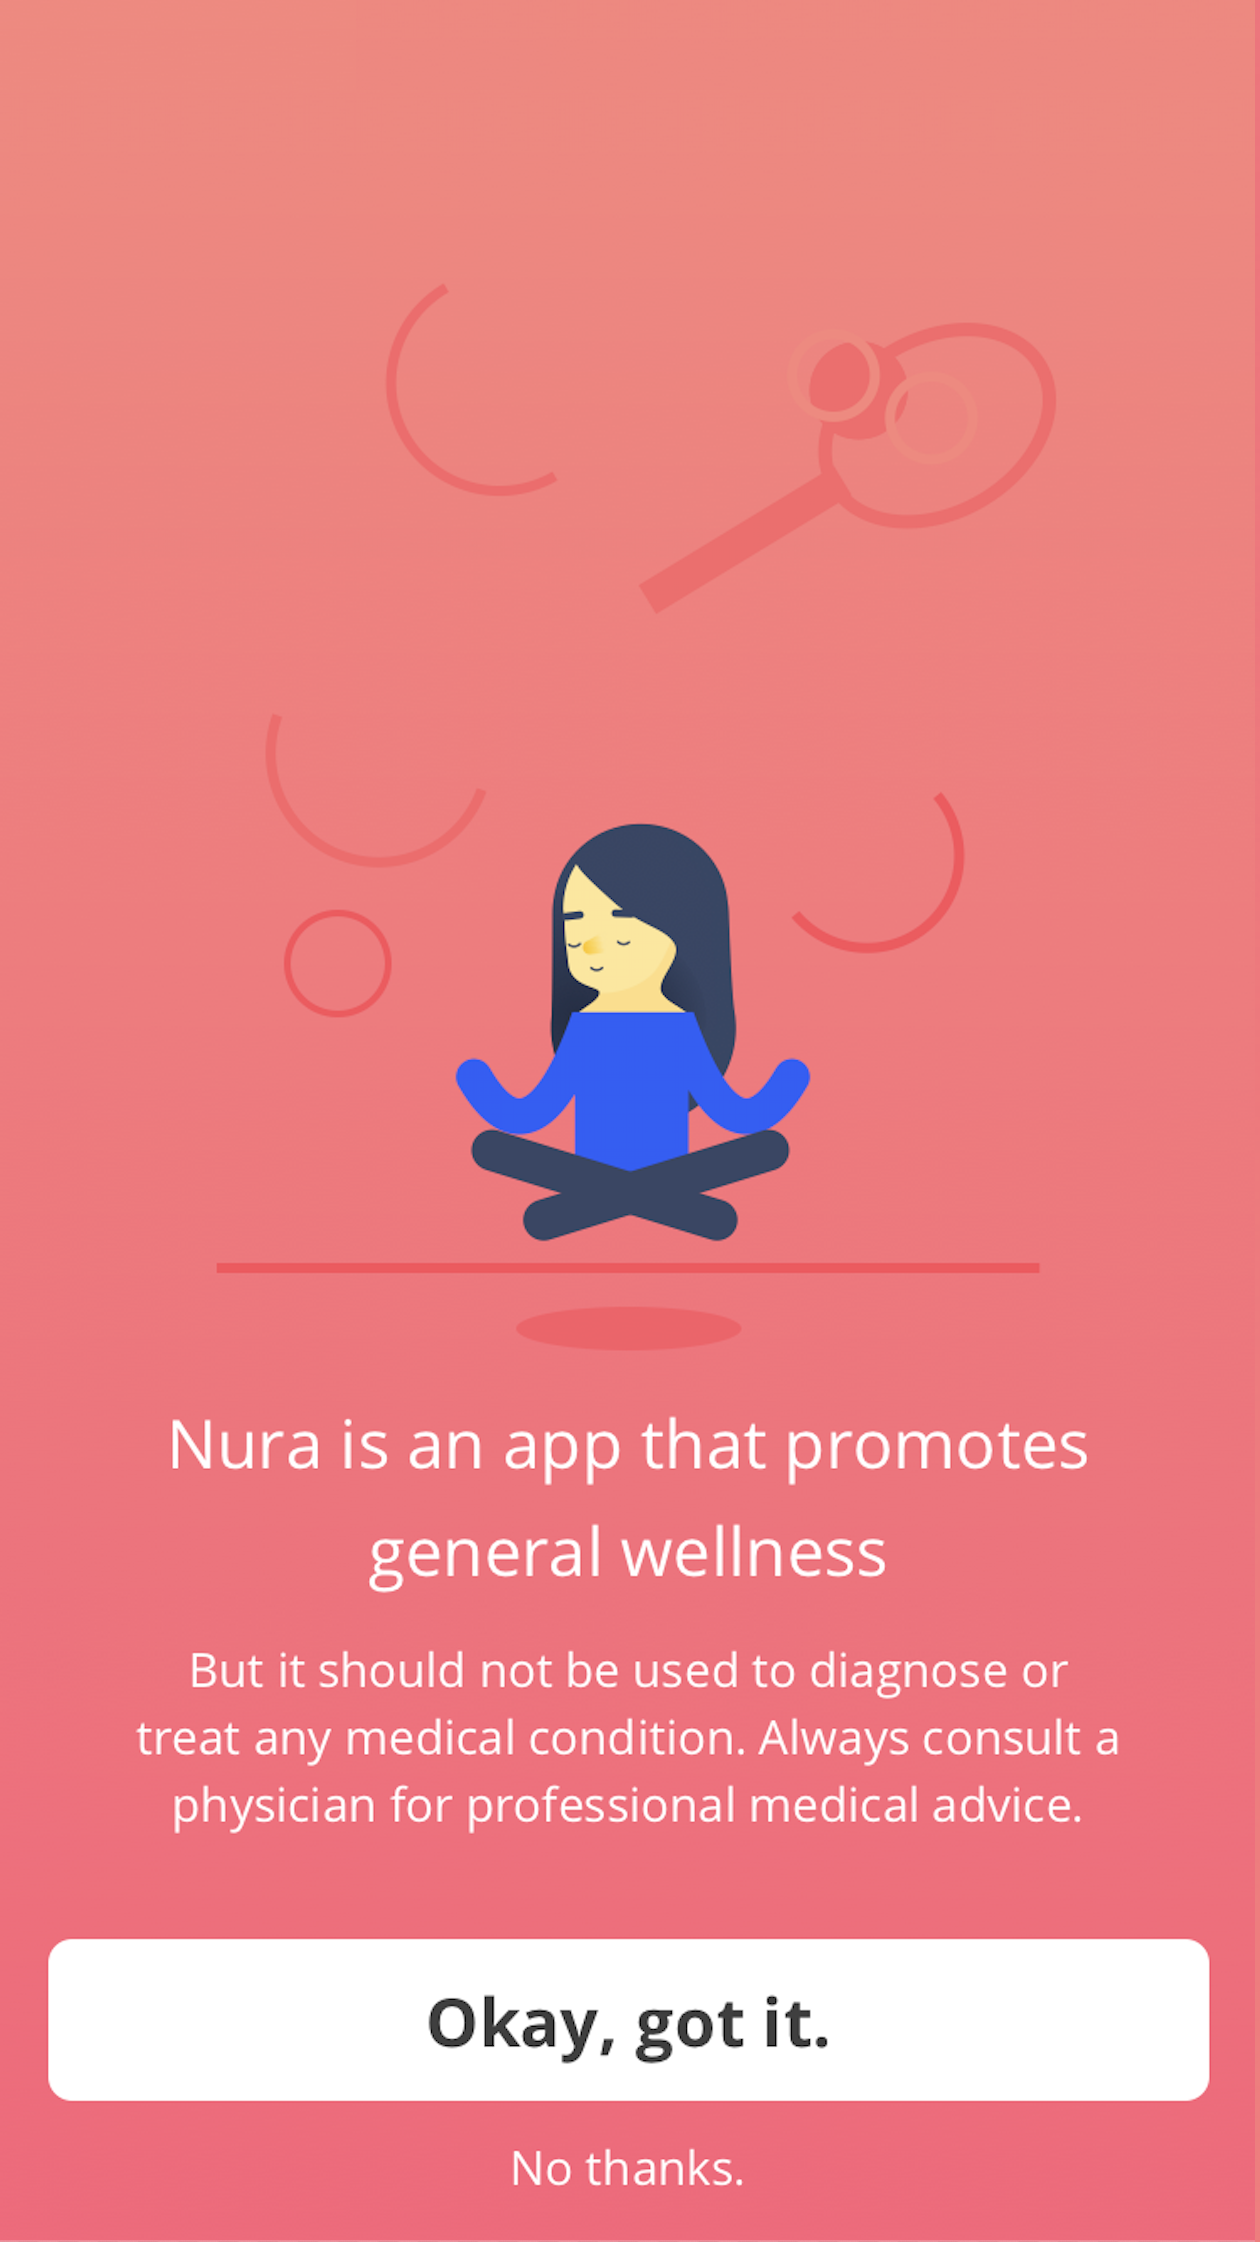 Nura is an app that promotes
general wellness
But it should not be used to diagnose or
treat any medical condition. Always consult a
physician for professional medical advice.
Okay, got it.
No thanks.